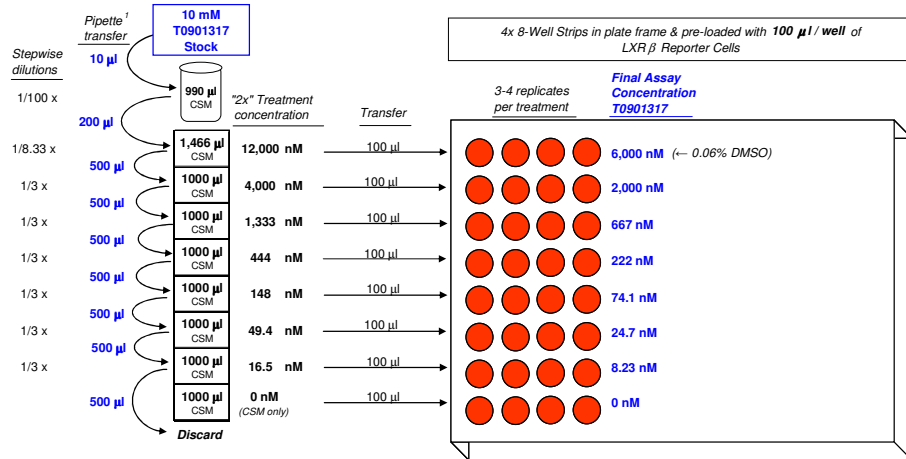 Pipette 1
transfer
10 mM
T0901317
Stock
4x 8-Well Strips in plate frame & pre-loaded with 100 µl / well of
LXR β Reporter Cells
Stepwise
dilutions
10 µl
1/100 x
990 µl
CSM
"2x" Treatment
concentration
Transfer
3-4 replicates
per treatment
Final Assay
Concentration
T0901317
200 µl
1/8.33 x
1,466 µl
CSM
12,000 nM
100 µl
6,000 nM (← 0.06% DMSO)
500 µl
1/3 x
1000 µl
CSM
4,000 nM
100 µl
2,000 nM
500 µl
1/3 x
1000 µl
CSM
1,333 nM
100 µl
667 nM
500 µl
1/3 x
1000 µl
CSM
444 nM
100 µl
222 nM
500 µl
1/3 x
1000 µl
CSM
148 nM
100 µl
74.1 nM
500 µl
1/3 x
1000 µl
CSM
49.4 nM
100 µl
24.7 nM
500 µl
1/3 x
1000 µl
CSM
16.5 nM
100 µl
8.23 nM
500 µl
1000 µl
CSM
0 nM
(CSM only)
100 µl
0 nM
Discard